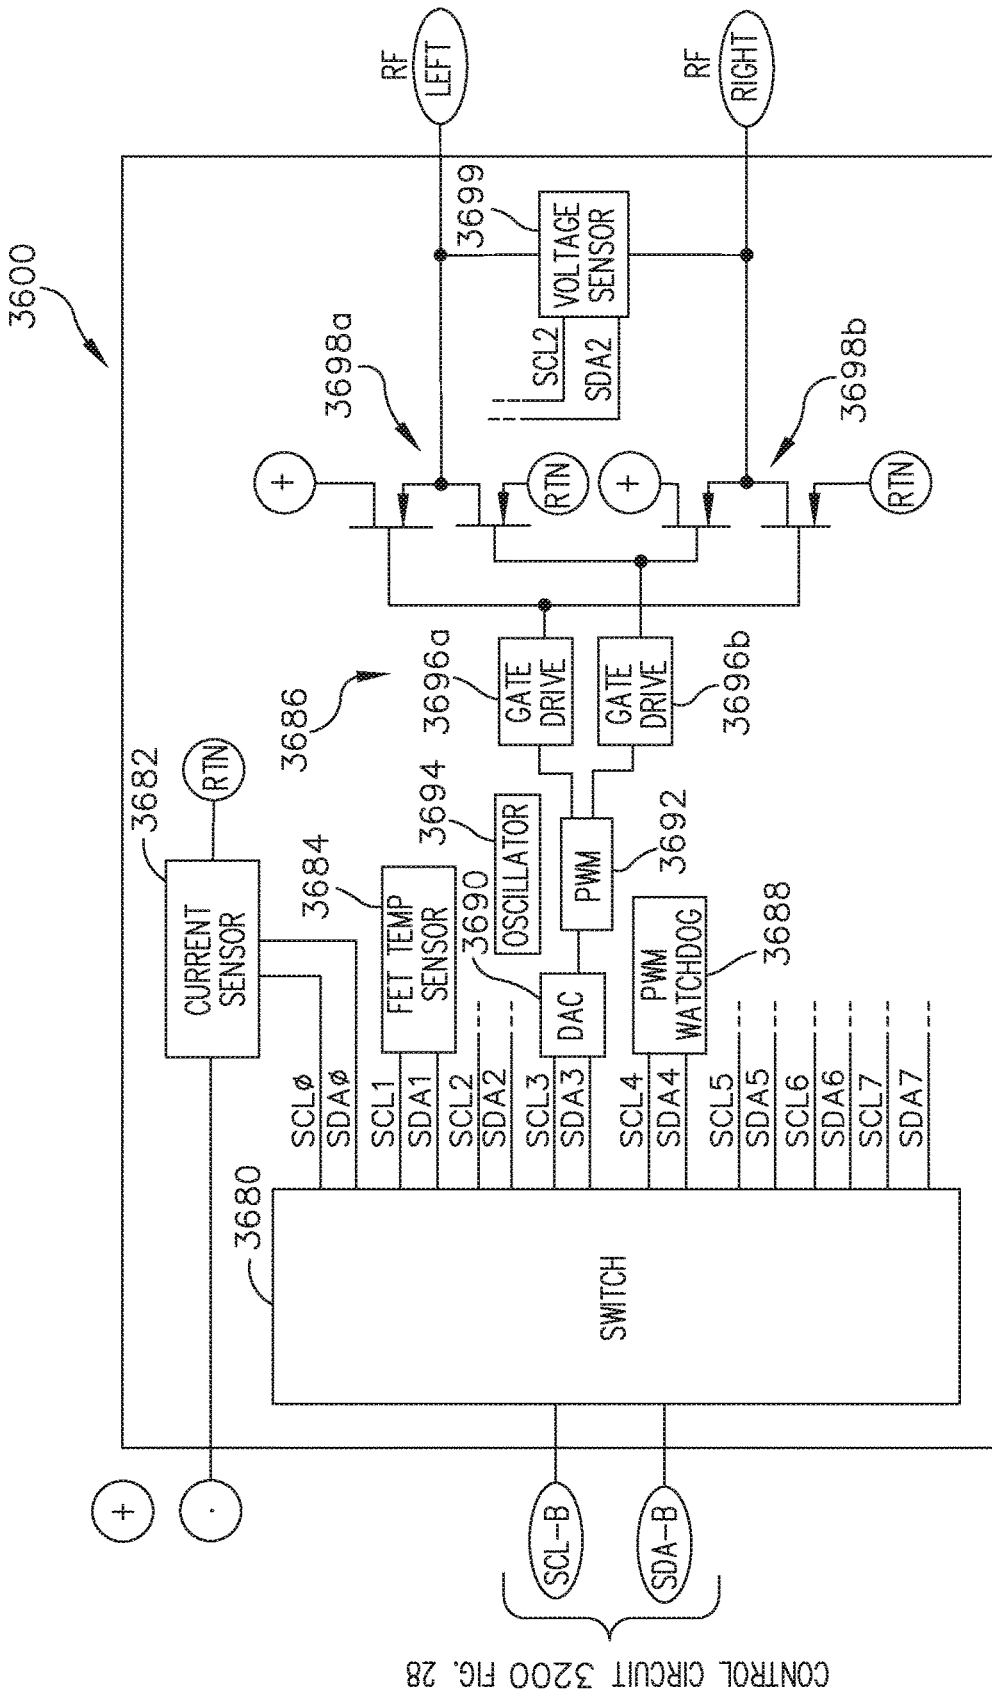 3600
CONTROL CIRCUIT 3200 FIG. 28
+
-
SCL-B
SDA-B
3680
SWITCH
3682
CURRENT
SENSOR
RTN
SCLØ
SDAØ
SCL1
SDA1
SCL2
SDA2
SCL3
SDA3
SCL4
SDA4
SCL5
SDA5
SCL6
SDA6
SCL7
SDA7
3684
FET TEMP
SENSOR
3690
DAC
3694
OSCILLATOR
PWM
3692
PWM
WATCHDOG
3688
3686
3696a
GATE
DRIVE
GATE
DRIVE
3696b
3698a
+
RTN
+
RTN
3698b
SCL2
SDA2
3699
VOLTAGE
SENSOR
RF
LEFT
RF
RIGHT